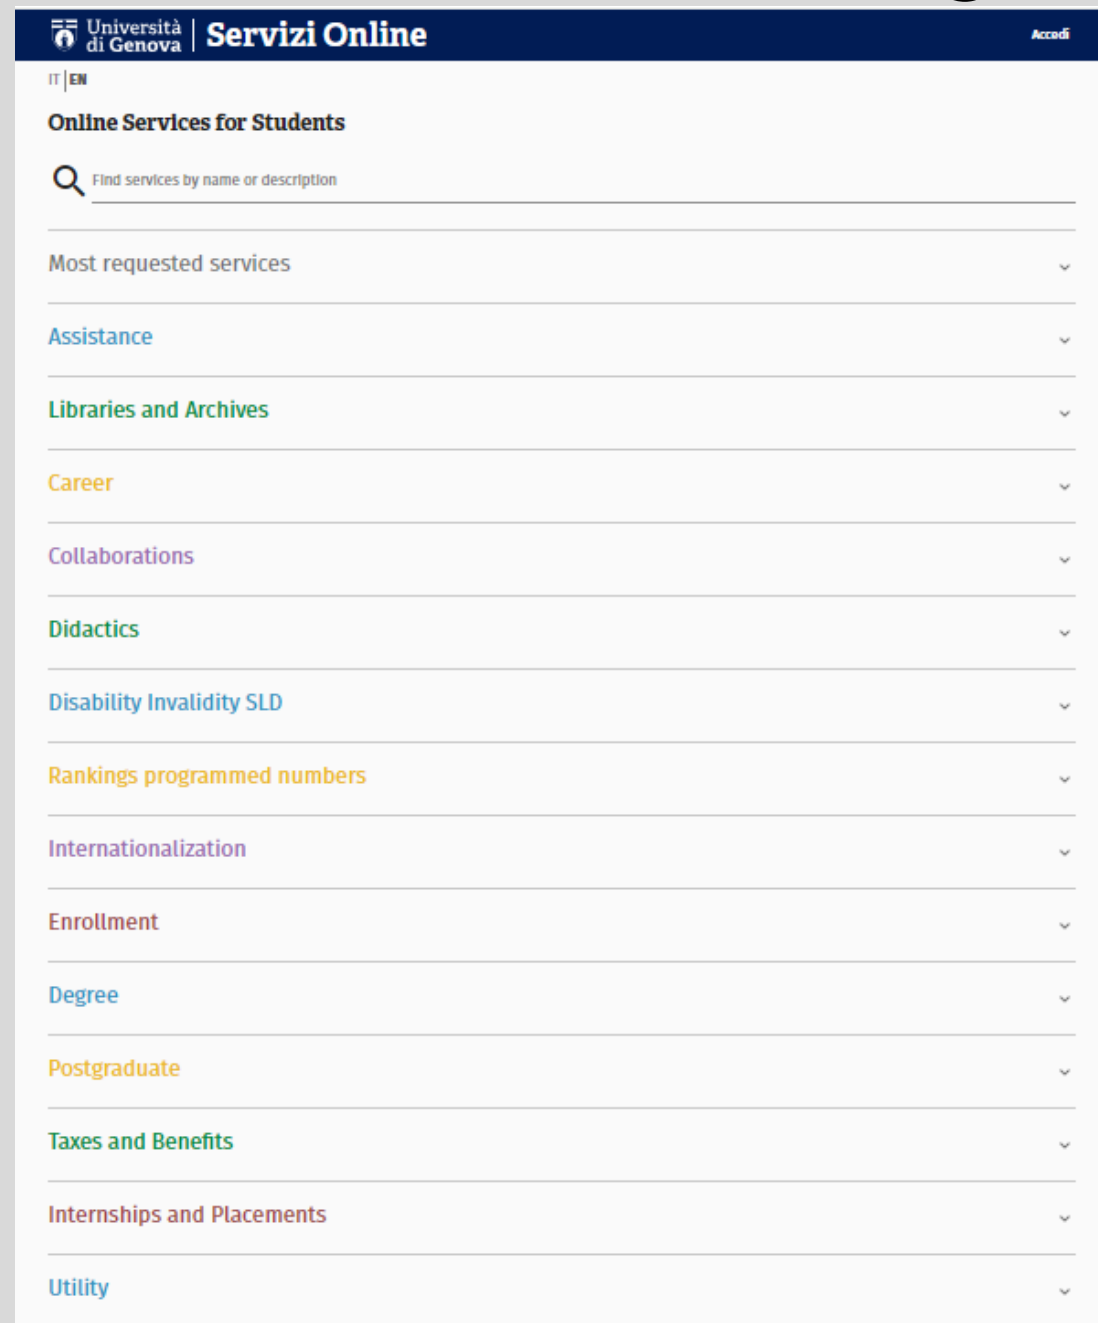 Università
di Genova
Servizi Online
Accedi
IT|EN
Online Services for Students
Find services by name or description
Most requested services
Assistance
Libraries and Archives
Career
Collaborations
Didactics
Disability Invalidity SLD
Rankings programmed numbers
Internationalization
Enrollment
Degree
Postgraduate
Taxes and Benefits
Internships and Placements
Utility